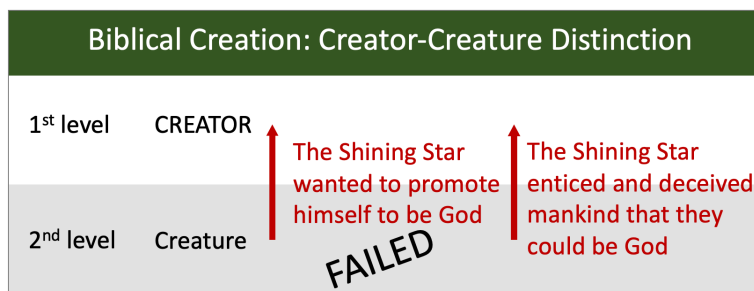 Biblical Creation: Creator-Creature Distinction
1st level CREATOR
The Shining Star
wanted to promote
himself to be God
The Shining Star
enticed and deceived
mankind that they
could be God
2nd level Creature
FAILED